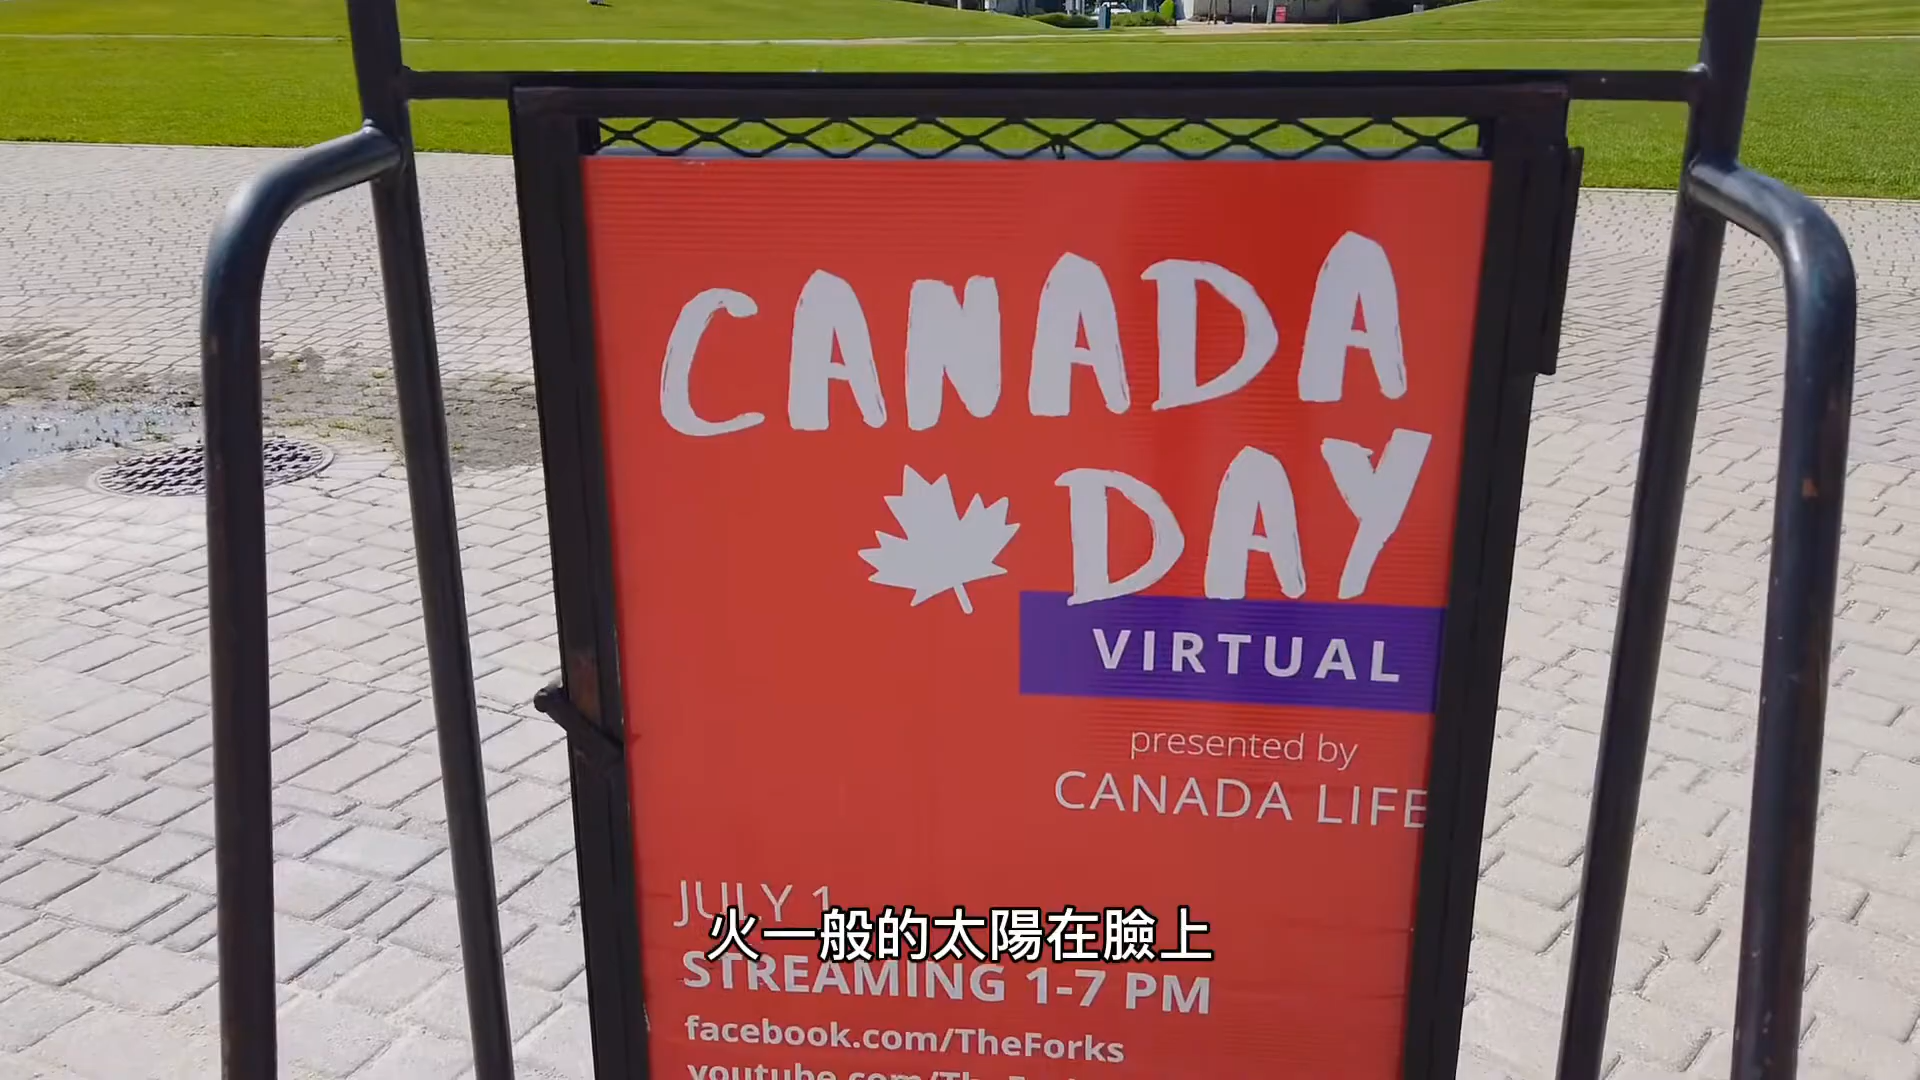 CANADA
DAY
VIRTUAL
presented by
CANADA LIFE
JULY 1
火一般的太陽在臉上
STREAMING 1-7 PM
facebook.com/TheForks